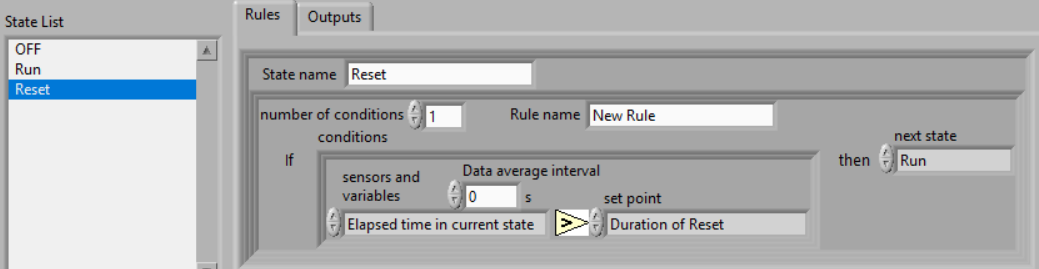 State List
OFF
Run
Reset
Rules
Outputs
State name Reset
number of conditions 1
Rule name New Rule
conditions
If
sensors and variables
Data average interval
0 s
set point
Elapsed time in current state > Duration of Reset
then
next state
Run